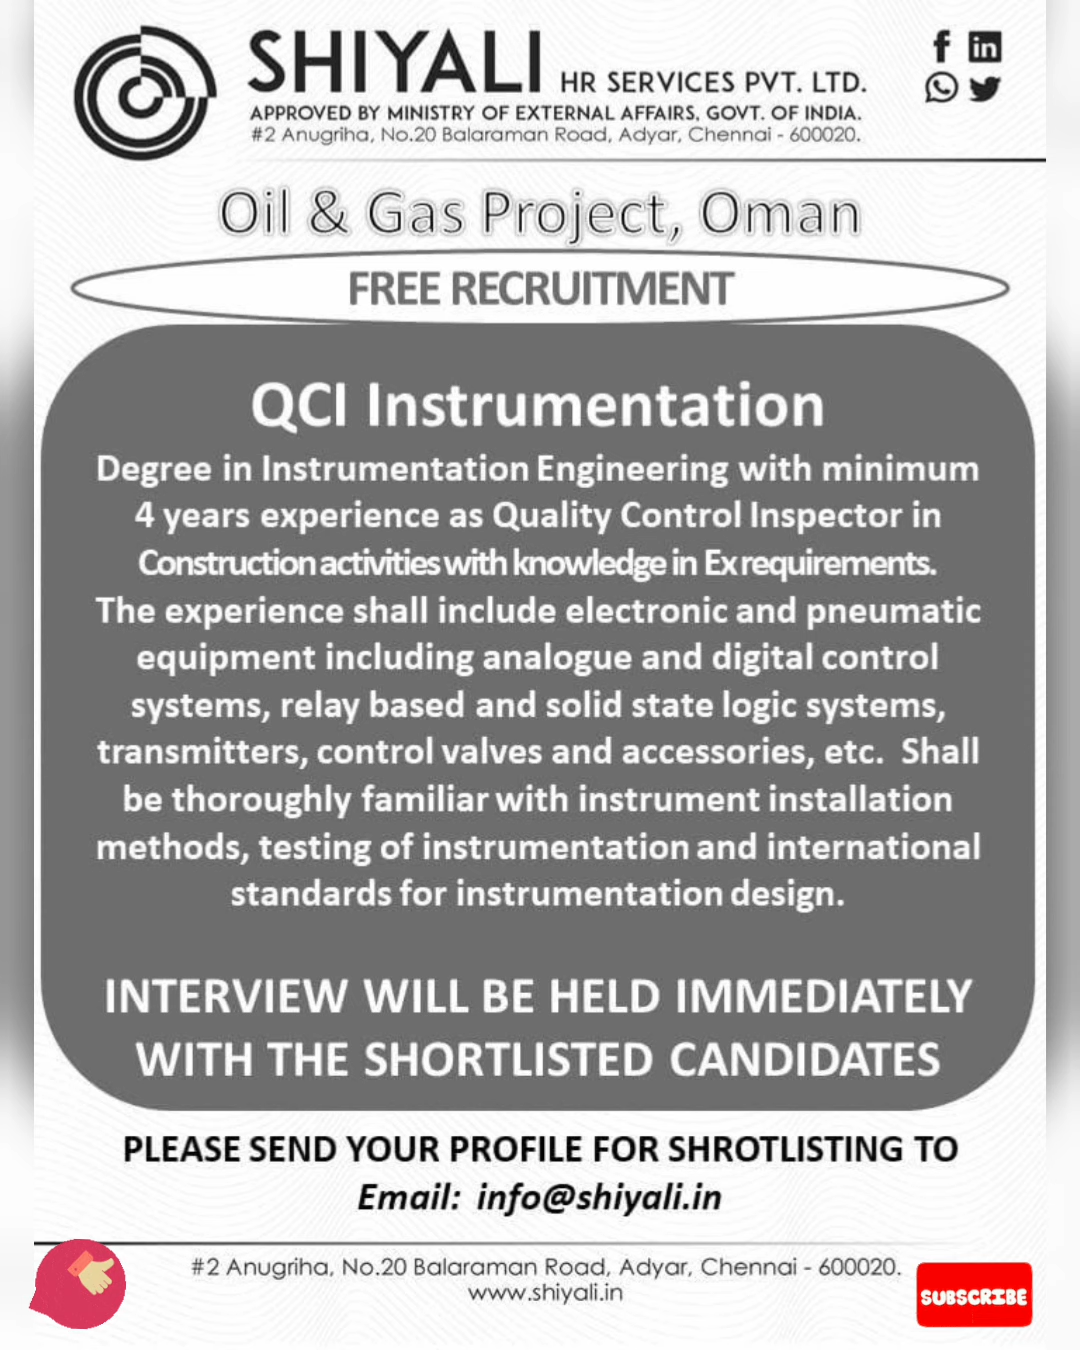 SHIYALI HR SERVICES PVT. LTD.
APPROVED BY MINISTRY OF EXTERNAL AFFAIRS, GOVT. OF INDIA.
#2 Anugriha, No.20 Balaraman Road, Adyar, Chennai - 600020.
Oil & Gas Project, Oman
FREE RECRUITMENT
QCI Instrumentation
Degree in Instrumentation Engineering with minimum
4 years experience as Quality Control Inspector in
Construction activities with knowledge in Ex requirements.
The experience shall include electronic and pneumatic
equipment including analogue and digital control
systems, relay based and solid state logic systems,
transmitters, control valves and accessories, etc. Shall
be thoroughly familiar with instrument installation
methods, testing of instrumentation and international
standards for instrumentation design.
INTERVIEW WILL BE HELD IMMEDIATELY
WITH THE SHORTLISTED CANDIDATES
PLEASE SEND YOUR PROFILE FOR SHROTLISTING TO
Email: info@shiyali.in
#2 Anugriha, No.20 Balaraman Road, Adyar, Chennai - 600020.
www.shiyali.in
SUBSCRIBE